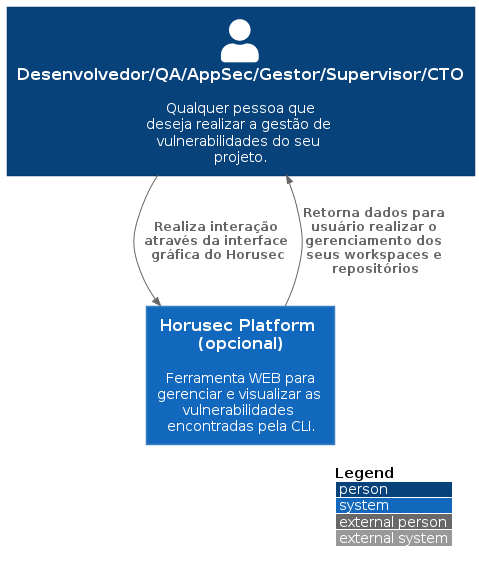 Desenvolvedor/QA/AppSec/Gestor/Supervisor/CTO
Qualquer pessoa que
deseja realizar a gestão de
vulnerabilidades do seu
projeto.
Realiza interação
através da interface
gráfica do Horusec
Retorna dados para
usuário realizar o
gerenciamento dos
seus workspaces e
repositórios
Horusec Platform
(opcional)
Ferramenta WEB para
gerenciar e visualizar as
vulnerabilidades
encontradas pela CLI.
Legend
person
system
external person
external system